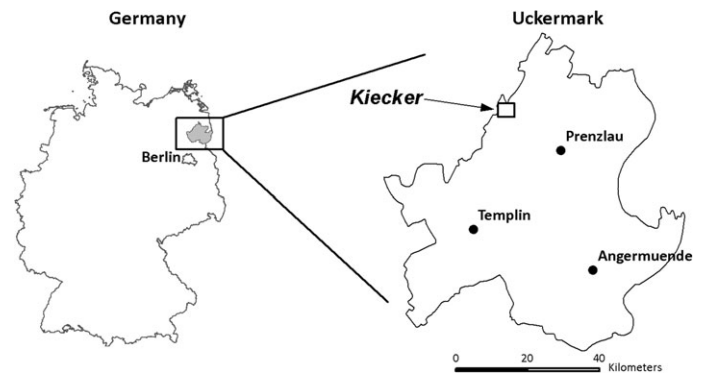 Germany
Uckermark
Kiecker
Prenzlau
Berlin
Templin
Angermuende
0 20 40
Kilometers